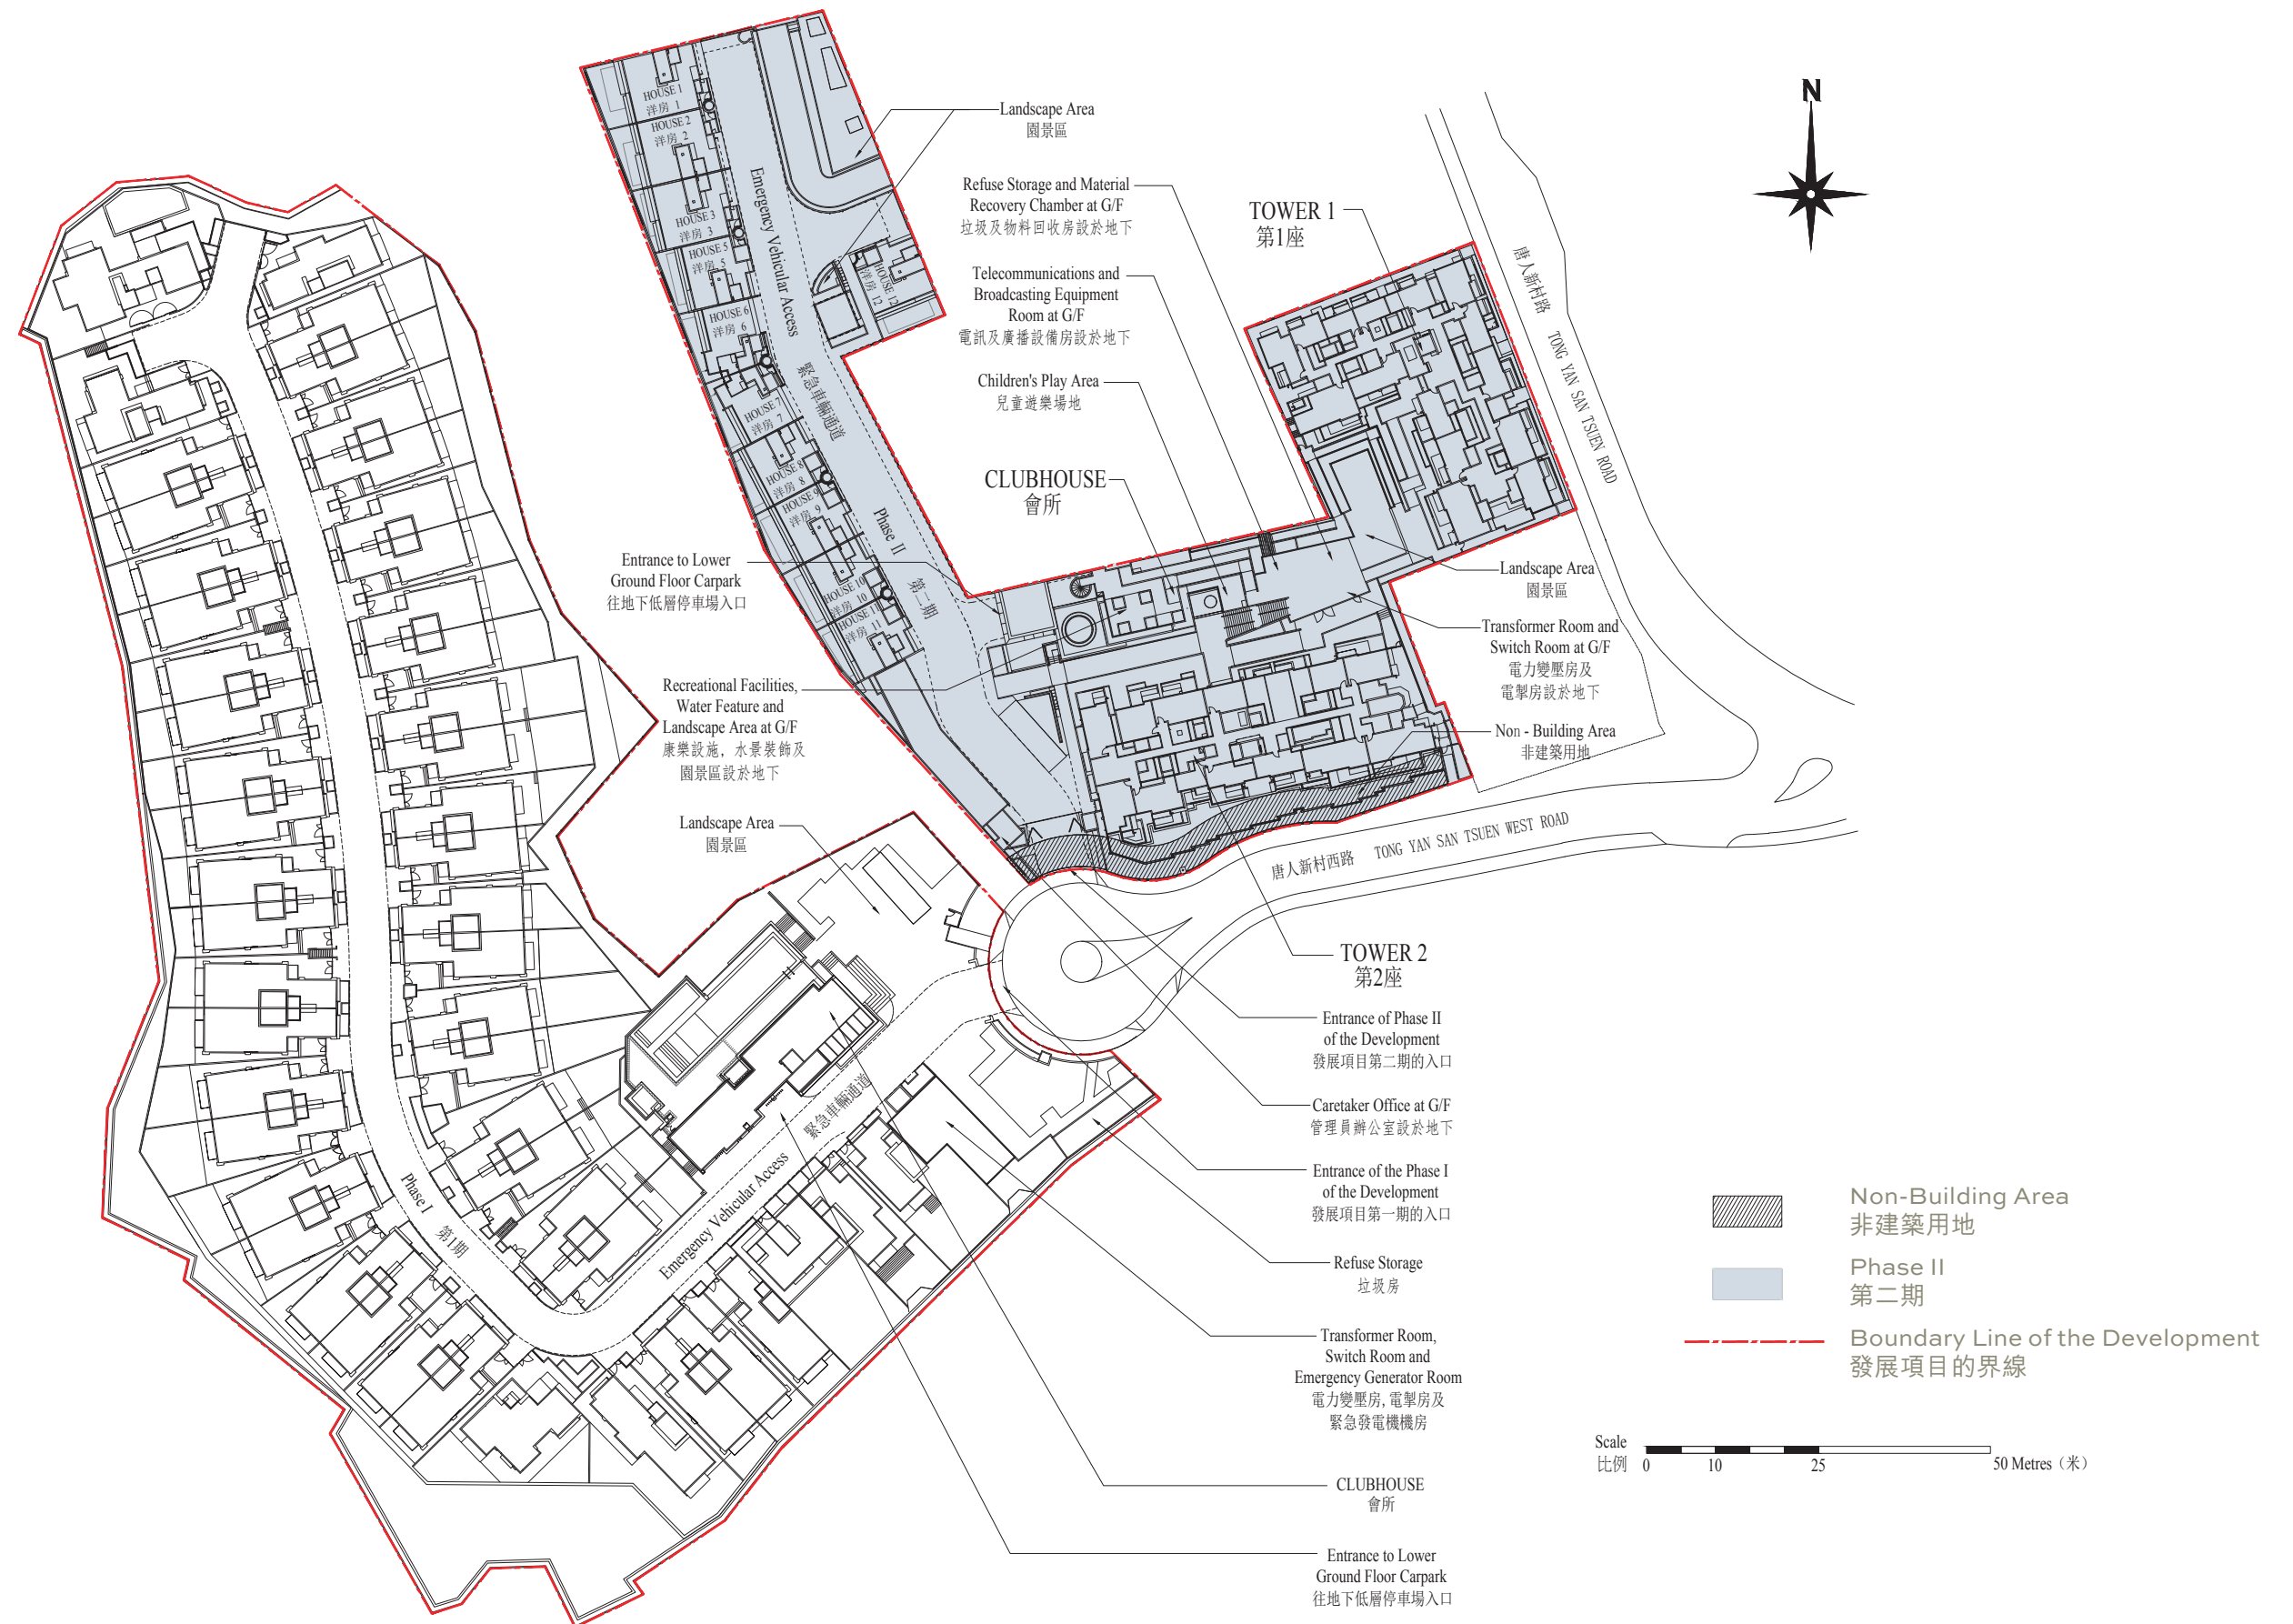 HOUSE 1
洋房 1
HOUSE 2
洋房 2
HOUSE 3
洋房 3
HOUSE 5
洋房 5
HOUSE 6
洋房 6
HOUSE 7
洋房 7
HOUSE 8
洋房 8
HOUSE 9
洋房 9
HOUSE 10
洋房 10
HOUSE 11
洋房 11
HOUSE 12
洋房 12
Emergency Vehicular Access
緊急車輛通道
Phase II
第二期
Landscape Area
園景區
Refuse Storage and Material
Recovery Chamber at G/F
垃圾及物料回收房設於地下
Telecommunications and
Broadcasting Equipment
Room at G/F
電訊及廣播設備房設於地下
Children's Play Area
兒童遊樂場地
CLUBHOUSE
會所
TOWER 1
第1座
N
唐人新村路 TONG YAN SAN TSUEN ROAD
TONG YAN SAN TSUEN ROAD
Entrance to Lower
Ground Floor Carpark
往地下低層停車場入口
Recreational Facilities,
Water Feature and
Landscape Area at G/F
康樂設施, 水景裝飾及
園景區設於地下
Landscape Area
園景區
Landscape Area
園景區
Transformer Room and
Switch Room at G/F
電力變壓房及
電掣房設於地下
Non - Building Area
非建築用地
唐人新村西路 TONG YAN SAN TSUEN WEST ROAD
TOWER 2
第2座
Entrance of Phase II
of the Development
發展項目第二期的入口
Caretaker Office at G/F
管理員辦公室設於地下
Entrance of the Phase I
of the Development
發展項目第一期的入口
Refuse Storage
垃圾房
Transformer Room,
Switch Room and
Emergency Generator Room
電力變壓房, 電掣房及
緊急發電機機房
CLUBHOUSE
會所
Entrance to Lower
Ground Floor Carpark
往地下低層停車場入口
Phase I
第1期
Emergency Vehicular Access
緊急車輛通道
Non-Building Area
非建築用地
Phase II
第二期
Boundary Line of the Development
發展項目的界線
Scale
比例
0 10 25 50 Metres (米)